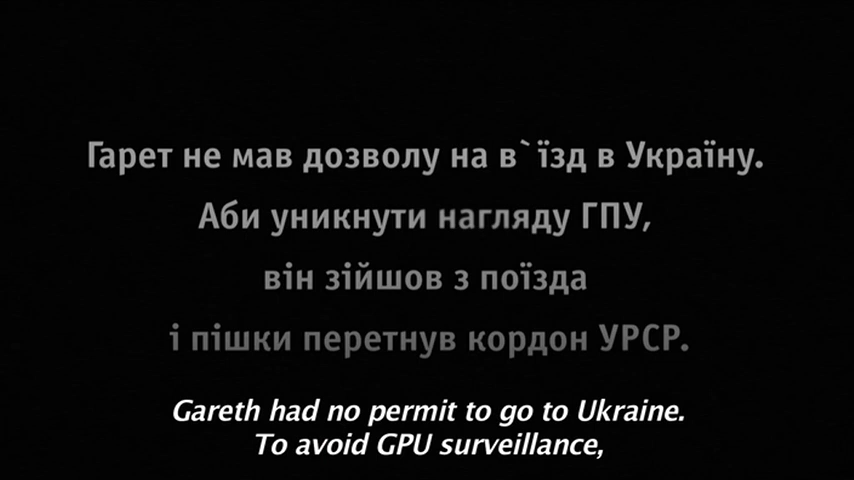 Гарет не мав дозволу на в`їзд в Україну.
Аби уникнути нагляду ГПУ,
він зійшов з поїзда
і пішки перетнув кордон УРСР.
Gareth had no permit to go to Ukraine.
To avoid GPU surveillance,